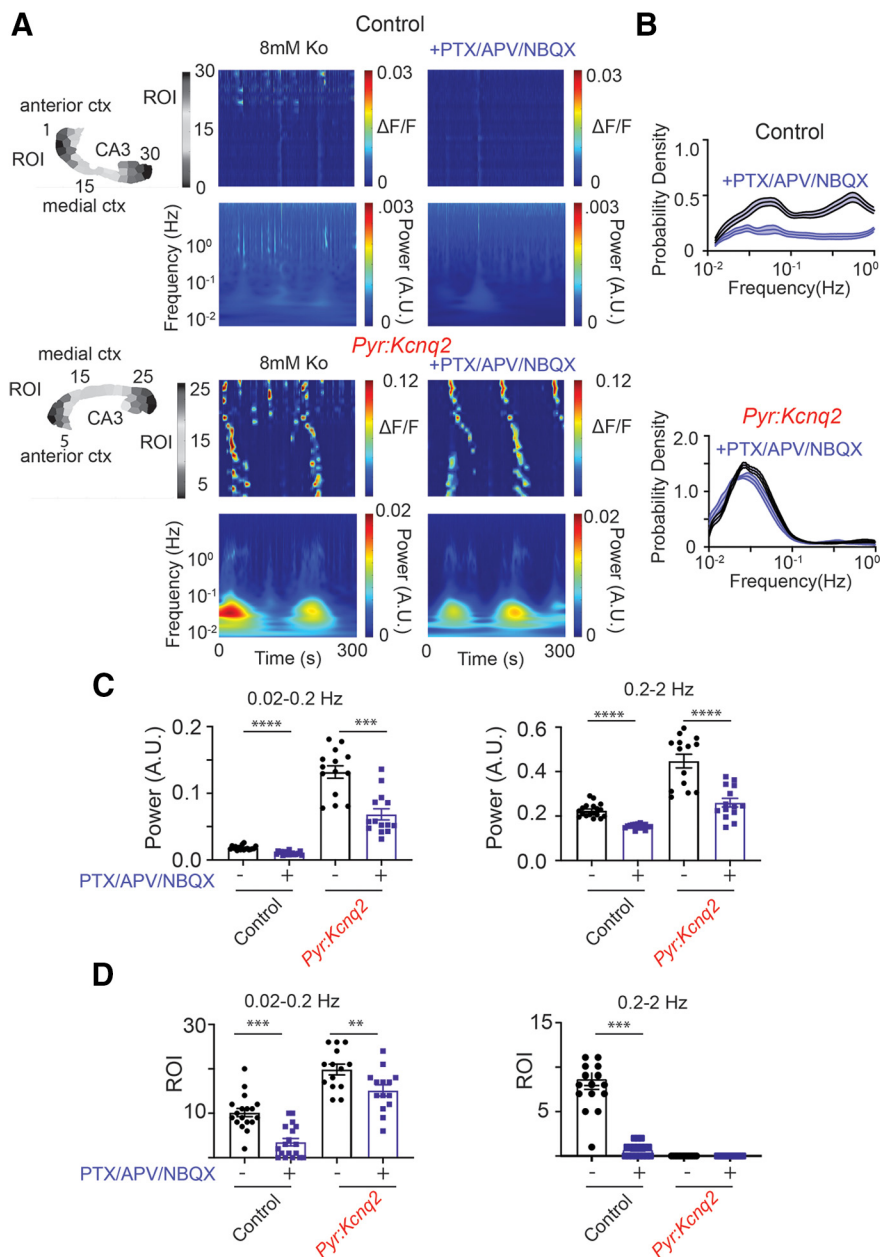 A
B
Control
8mM Ko
+PTX/APV/NBQX
anterior ctx
1
ROI
CA3
30
15
medial ctx
ROI
30
15
0
0.03
ΔF/F
0
0.03
ΔF/F
0
Frequency (Hz)
10⁰
10⁻¹
10⁻²
.003
Power (A.U.)
0
.003
Power (A.U.)
0
Control
+PTX/APV/NBQX
Probability Density
1.0
0.5
0
10⁻²
10⁻¹
10⁰
Frequency(Hz)
Pyr:Kcnq2
8mM Ko
+PTX/APV/NBQX
medial ctx
15
25
ROI
CA3
5
anterior ctx
ROI
25
15
5
0.12
ΔF/F
0
0.12
ΔF/F
0
Frequency (Hz)
10⁰
10⁻¹
10⁻²
0.02
Power (A.U.)
0
0.02
Power (A.U.)
0
0
Time (s)
300
0
Time (s)
300
Pyr:Kcnq2
+PTX/APV/NBQX
Probability Density
2.0
1.0
0
10⁻²
10⁻¹
10⁰
Frequency(Hz)
C
0.02-0.2 Hz
****
***
Power (A.U.)
0.2
0.1
0.0
PTX/APV/NBQX
- + - +
Control
Pyr:Kcnq2
0.2-2 Hz
****
****
Power (A.U.)
0.6
0.4
0.2
0.0
- + - +
Control
Pyr:Kcnq2
D
0.02-0.2 Hz
***
**
ROI
30
10
PTX/APV/NBQX
- + - +
Control
Pyr:Kcnq2
0.2-2 Hz
***
ROI
15
5
- + - +
Control
Pyr:Kcnq2